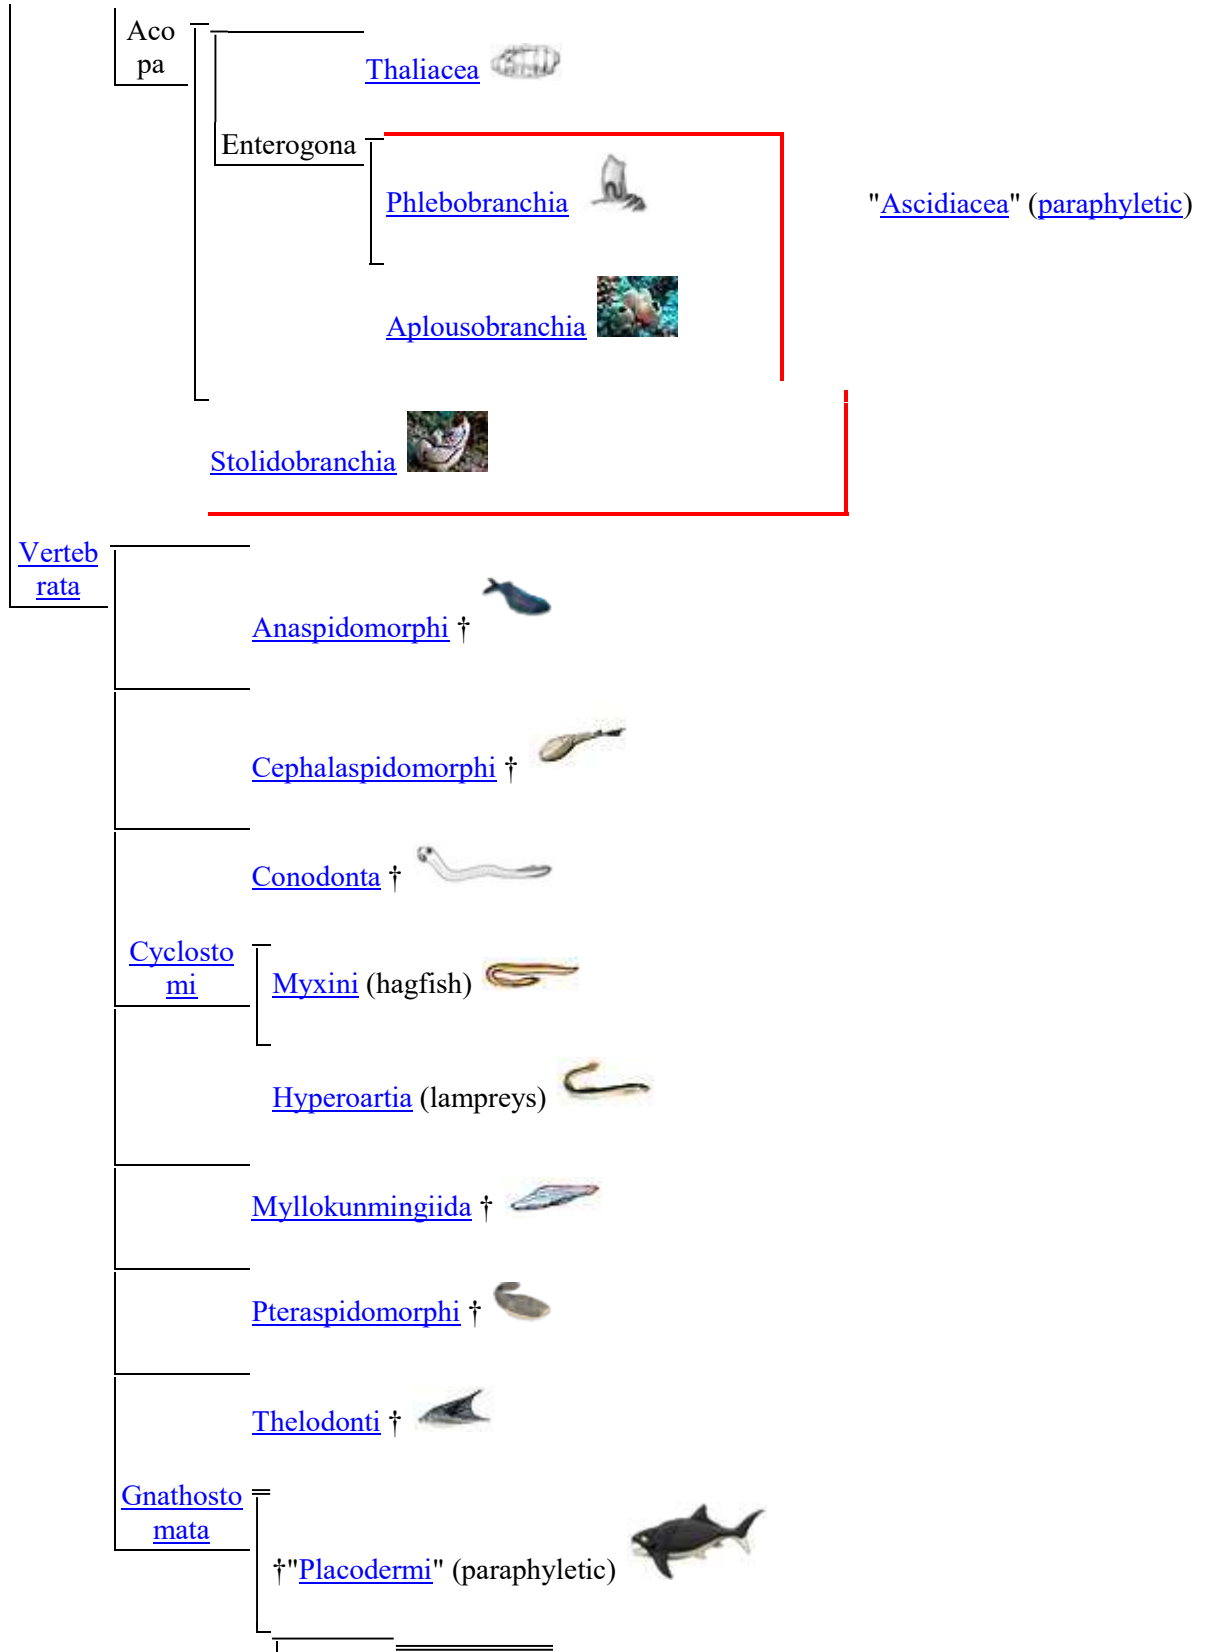 Aco
pa
Thaliacea
Enterogona
Phlebobranchia
"Ascidiacea" (paraphyletic)
Aplousobranchia
Stolidobranchia
Verteb
rata
Anaspidomorphi †
Cephalaspidomorphi †
Conodonta †
Cyclosto
mi
Myxini (hagfish)
Hyperoartia (lampreys)
Myllokunmingiida †
Pteraspidomorphi †
Thelodonti †
Gnathosto
mata
†"Placodermi" (paraphyletic)